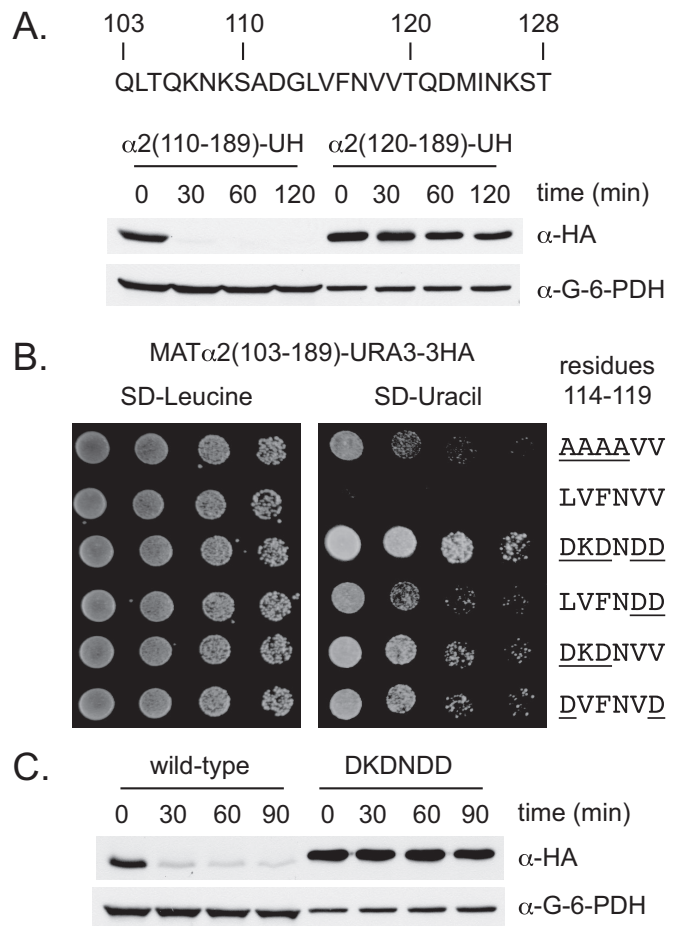 A.
103 110 120 128
QLTQKNKSADGLVFNVVTQDMINKST
α2(110-189)-UH α2(120-189)-UH
0 30 60 120 0 30 60 120 time (min)
α-HA
α-G-6-PDH
B.
MATα2(103-189)-URA3-3HA
SD-Leucine SD-Uracil
residues
114-119
AAAAVV
LVFNVV
DKDNDD
LVFNDD
DKDNVV
DVFNVD
C.
wild-type DKDNDD
0 30 60 90 0 30 60 90 time (min)
α-HA
α-G-6-PDH